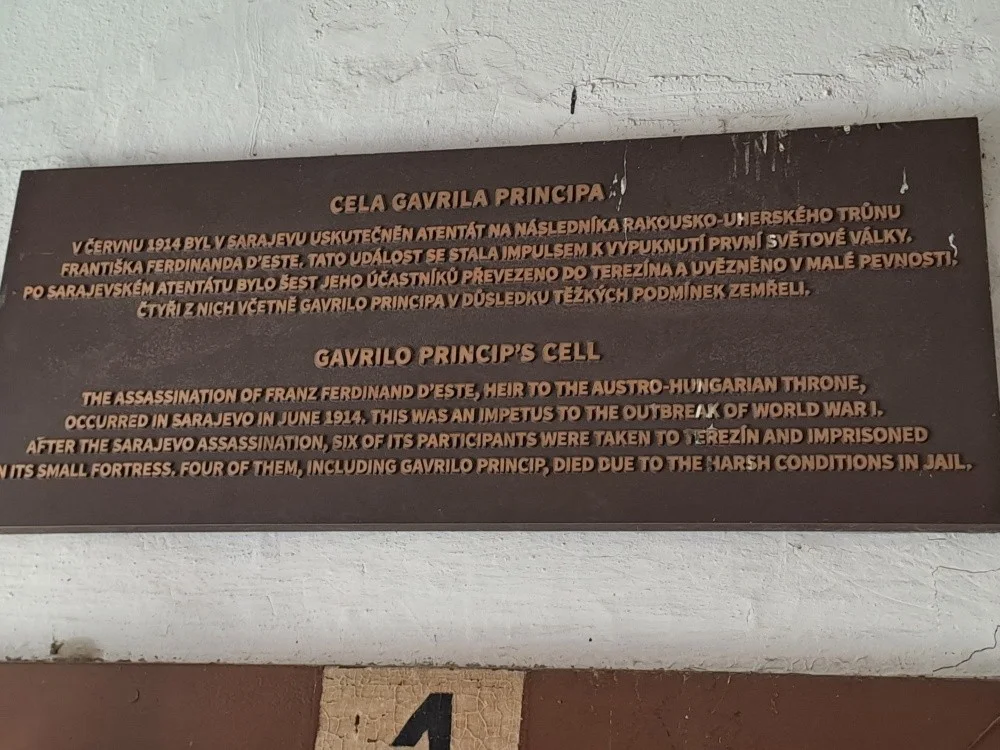 CELA GAVRILA PRINCIPA
V ČERVNU 1914 BYL V SARAJEVU USKUTEČNĚN ATENTÁT NA NÁSLEDNÍKA RAKOUSKO-UHERSKÉHO TRŮNU
FRANTIŠKA FERDINANDA D'ESTE. TATO UDÁLOST SE STALA IMPULSEM K VYPUKNUTÍ PRVNÍ SVĚTOVÉ VÁLKY.
PO SARAJEVSKÉM ATENTÁTU BYLO ŠEST JEHO ÚČASTNÍKŮ PŘEVEZENO DO TEREZÍNA A UVĚZNĚNO V MALÉ PEVNOSTI,
ČTYŘI Z NICH VČETNĚ GAVRILO PRINCIPA V DŮSLEDKU TĚŽKÝCH PODMÍNEK ZEMŘELI.
GAVRILO PRINCIP'S CELL
THE ASSASSINATION OF FRANZ FERDINAND D'ESTE, HEIR TO THE AUSTRO-HUNGARIAN THRONE,
OCCURRED IN SARAJEVO IN JUNE 1914. THIS WAS AN IMPETUS TO THE OUTBREAK OF WORLD WAR I.
AFTER THE SARAJEVO ASSASSINATION, SIX OF ITS PARTICIPANTS WERE TAKEN TO TEREZÍN AND IMPRISONED
N ITS SMALL FORTRESS. FOUR OF THEM, INCLUDING GAVRILO PRINCIP, DIED DUE TO THE HARSH CONDITIONS IN JAIL.
1